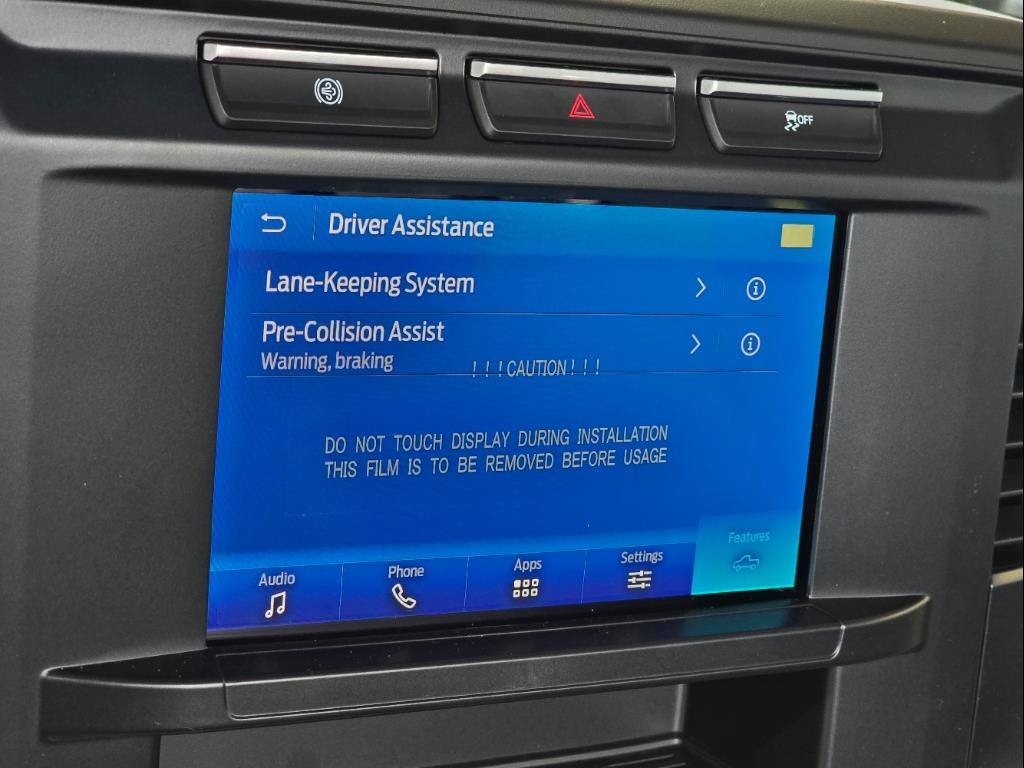 OFF
Driver Assistance
Lane-Keeping System
Pre-Collision Assist
Warning, braking
! ! ! CAUTION ! ! !
DO NOT TOUCH DISPLAY DURING INSTALLATION
THIS FILM IS TO BE REMOVED BEFORE USAGE
Audio
Phone
Apps
Settings
Features